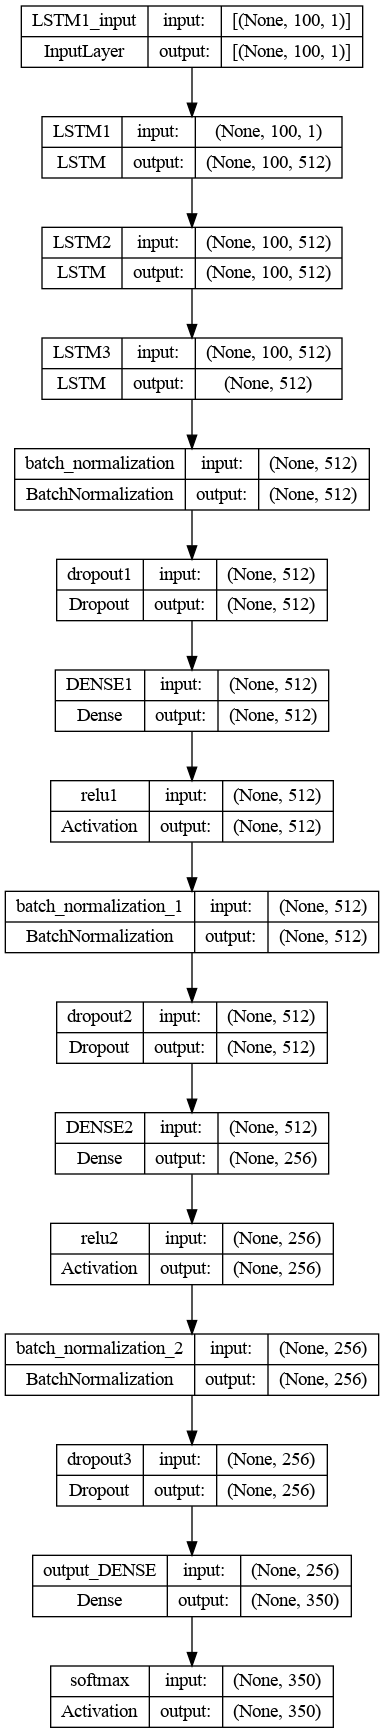 LSTM1_input input: [(None, 100, 1)]
InputLayer output: [(None, 100, 1)]
LSTM1 input: (None, 100, 1)
LSTM output: (None, 100, 512)
LSTM2 input: (None, 100, 512)
LSTM output: (None, 100, 512)
LSTM3 input: (None, 100, 512)
LSTM output: (None, 512)
batch_normalization input: (None, 512)
BatchNormalization output: (None, 512)
dropout1 input: (None, 512)
Dropout output: (None, 512)
DENSE1 input: (None, 512)
Dense output: (None, 512)
relu1 input: (None, 512)
Activation output: (None, 512)
batch_normalization_1 input: (None, 512)
BatchNormalization output: (None, 512)
dropout2 input: (None, 512)
Dropout output: (None, 512)
DENSE2 input: (None, 512)
Dense output: (None, 256)
relu2 input: (None, 256)
Activation output: (None, 256)
batch_normalization_2 input: (None, 256)
BatchNormalization output: (None, 256)
dropout3 input: (None, 256)
Dropout output: (None, 256)
output_DENSE input: (None, 256)
Dense output: (None, 350)
softmax input: (None, 350)
Activation output: (None, 350)